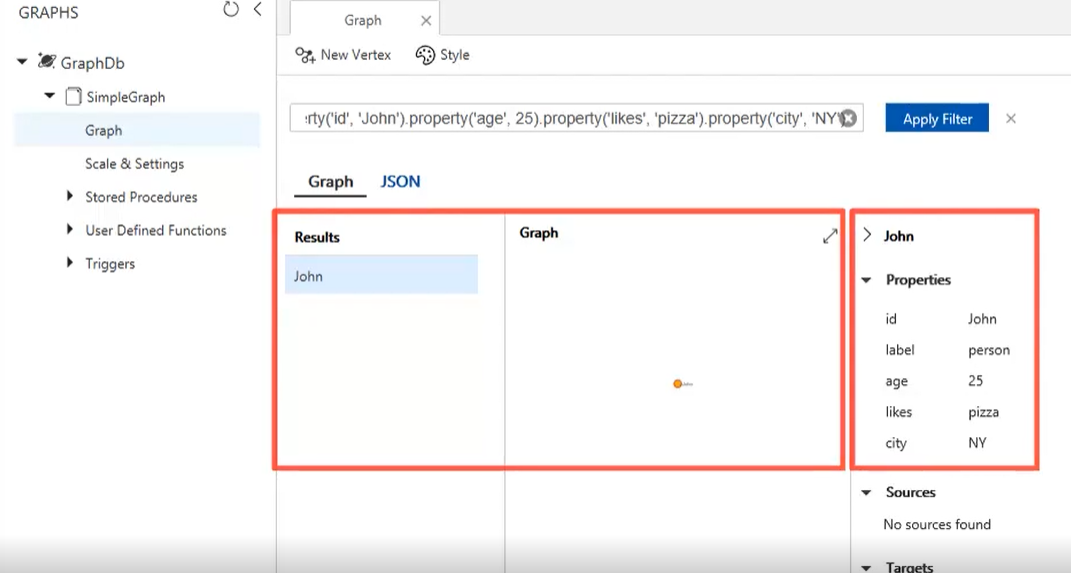 GRAPHS
GraphDb
SimpleGraph
Graph
Scale & Settings
Stored Procedures
User Defined Functions
Triggers
Graph
New Vertex Style
erty('id', 'John').property('age', 25).property('likes', 'pizza').property('city', 'NY'
Apply Filter
Graph JSON
Results
John
Graph
John
Properties
id John
label person
age 25
likes pizza
city NY
Sources
No sources found
Targets